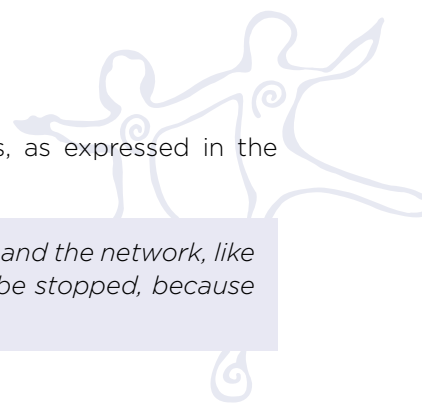 s, as expressed in the
and the network, like
be stopped, because